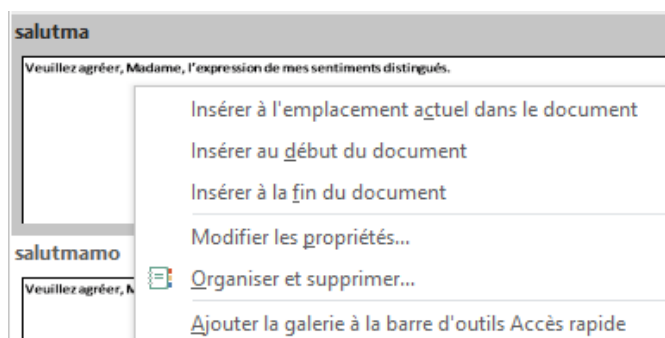 salutma
Veuillez agréer, Madame, l'expression de mes sentiments distingués.
Insérer à l'emplacement actuel dans le document
Insérer au début du document
Insérer à la fin du document
Modifier les propriétés...
salutmamo
Organiser et supprimer...
Veuillez agréer,
Ajouter la galerie à la barre d'outils Accès rapide